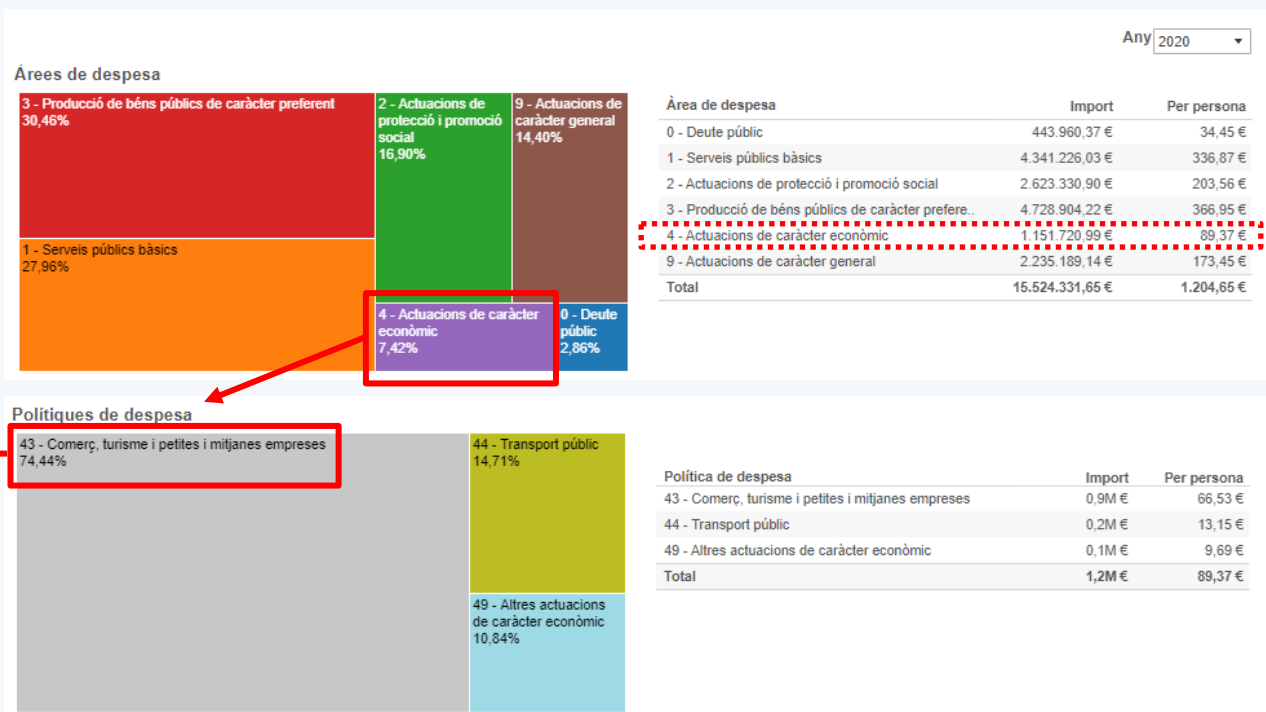 Any 2020
Àrees de despesa
3 - Producció de béns públics de caràcter preferent
30,46%
2 - Actuacions de
protecció i promoció
social
16,90%
9 - Actuacions de
caràcter general
14,40%
1 - Serveis públics bàsics
27,96%
4 - Actuacions de caràcter
econòmic
7,42%
0 - Deute
públic
2,86%
Àrea de despesa Import Per persona
0 - Deute públic 443.960,37 € 34,45 €
1 - Serveis públics bàsics 4.341.226,03 € 336,87 €
2 - Actuacions de protecció i promoció social 2.623.330,90 € 203,56 €
3 - Producció de béns públics de caràcter prefere.. 4.728.904,22 € 366,95 €
4 - Actuacions de caràcter econòmic 1.151.720,99 € 89,37 €
9 - Actuacions de caràcter general 2.235.189,14 € 173,45 €
Total 15.524.331,65 € 1.204,65 €
Polítiques de despesa
43 - Comerç, turisme i petites i mitjanes empreses
74,44%
44 - Transport públic
14,71%
49 - Altres actuacions
de caràcter econòmic
10,84%
Política de despesa Import Per persona
43 - Comerç, turisme i petites i mitjanes empreses 0,9M € 66,53 €
44 - Transport públic 0,2M € 13,15 €
49 - Altres actuacions de caràcter econòmic 0,1M € 9,69 €
Total 1,2M € 89,37 €